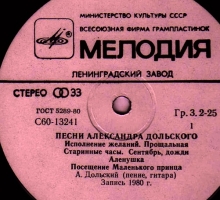 МИНИСТЕРСТВО КУЛЬТУРЫ СССР
ВСЕСОЮЗНАЯ ФИРМА ГРАМПЛАСТИНОК
МЕЛОДИЯ
ЛЕНИНГРАДСКИЙ ЗАВОД
СТЕРЕО 33
ГОСТ 5289-80
С60-13241
Гр. 3. 2-25
1
ПЕСНИ АЛЕКСАНДРА ДОЛЬСКОГО
Исполнение желаний. Прощальная
Старинные часы. Сентябрь, дожди
Аленушка
Посещение Маленького принца
А. Дольский (пение, гитара)
Запись 1980 г.